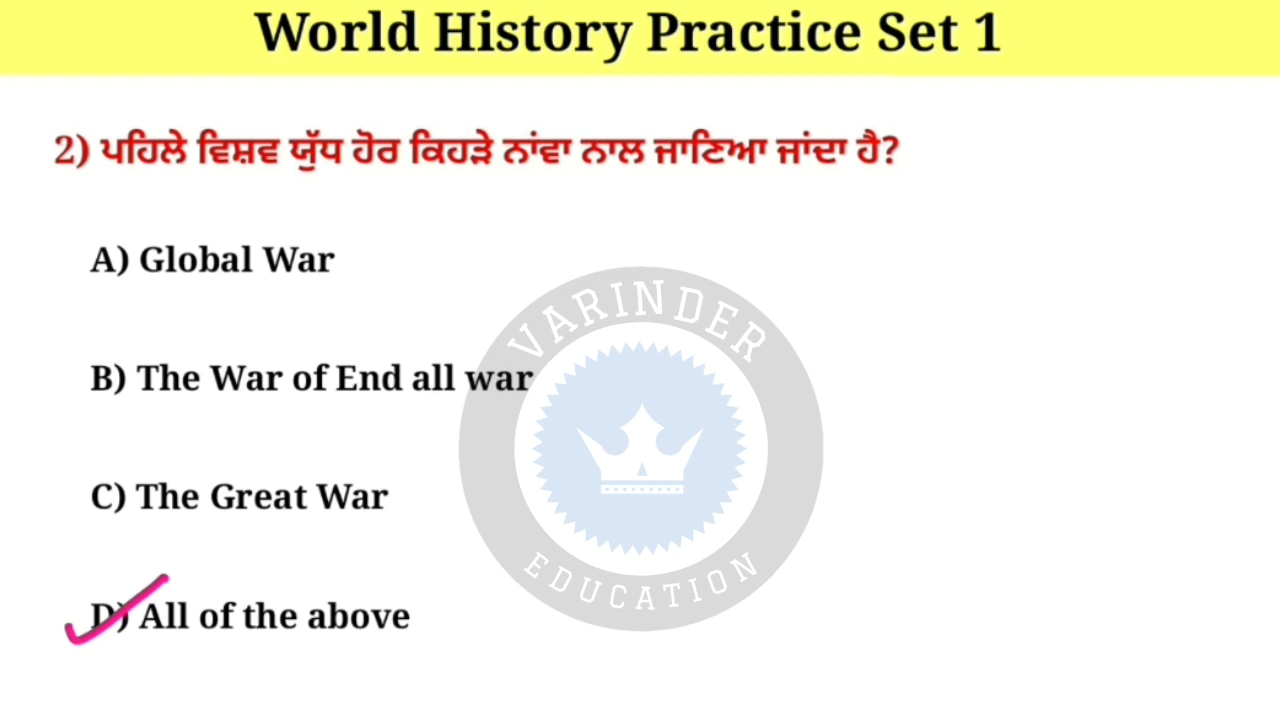 World History Practice Set 1
2) ਪਹਿਲੇ ਵਿਸ਼ਵ ਯੁੱਧ ਹੋਰ ਕਿਹੜੇ ਨਾਂਵਾ ਨਾਲ ਜਾਣਿਆ ਜਾਂਦਾ ਹੈ?
A) Global War
B) The War of End all war
C) The Great War
D) All of the above
VARINDER
EDUCATION